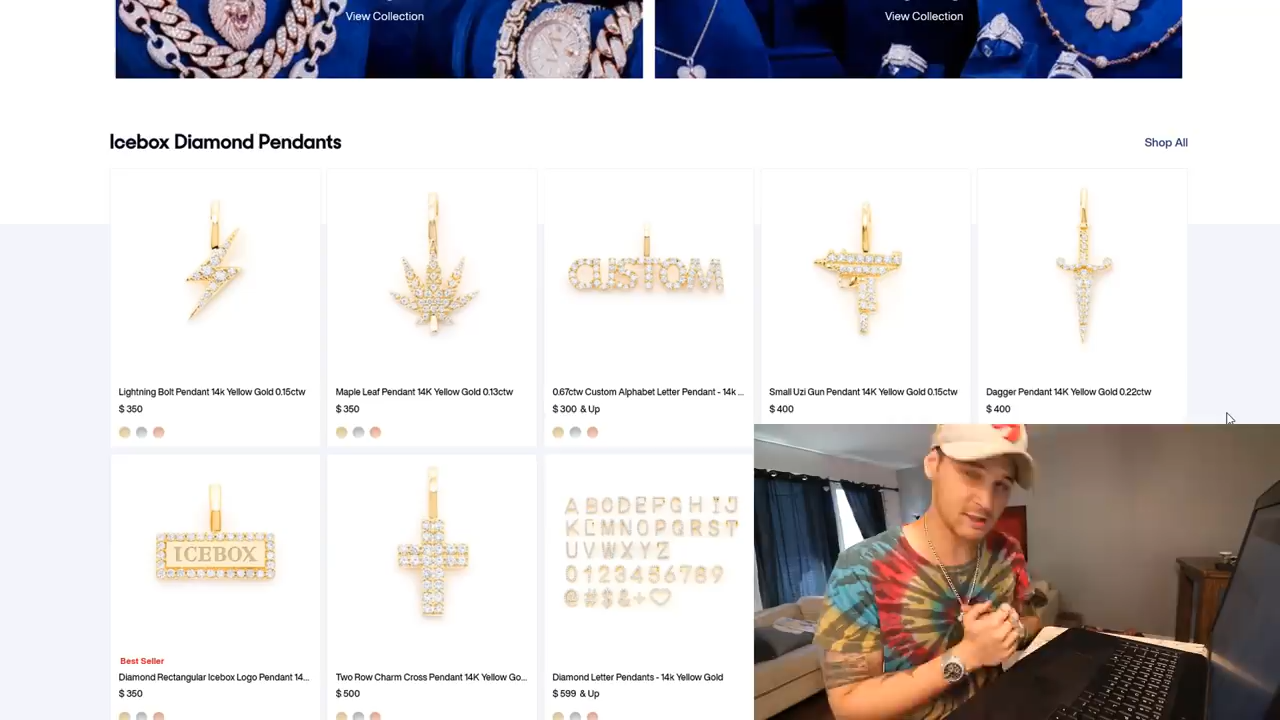 View Collection
View Collection
Icebox Diamond Pendants
Shop All
CUSTOM
Lightning Bolt Pendant 14k Yellow Gold 0.15ctw
Maple Leaf Pendant 14K Yellow Gold 0.13ctw
0.67ctw Custom Alphabet Letter Pendant - 14k ...
Small Uzi Gun Pendant 14K Yellow Gold 0.15ctw
Dagger Pendant 14K Yellow Gold 0.22ctw
$ 350
$ 350
$ 300 & Up
$ 400
$ 400
ICEBOX
A B C D E F G H I J
K L M N O P Q R S T
U V W X Y Z
0 1 2 3 4 5 6 7 8 9
@ # $ & +
Best Seller
Diamond Rectangular Icebox Logo Pendant 14...
Two Row Charm Cross Pendant 14K Yellow Go...
Diamond Letter Pendants - 14k Yellow Gold
$ 350
$ 500
$ 599 & Up